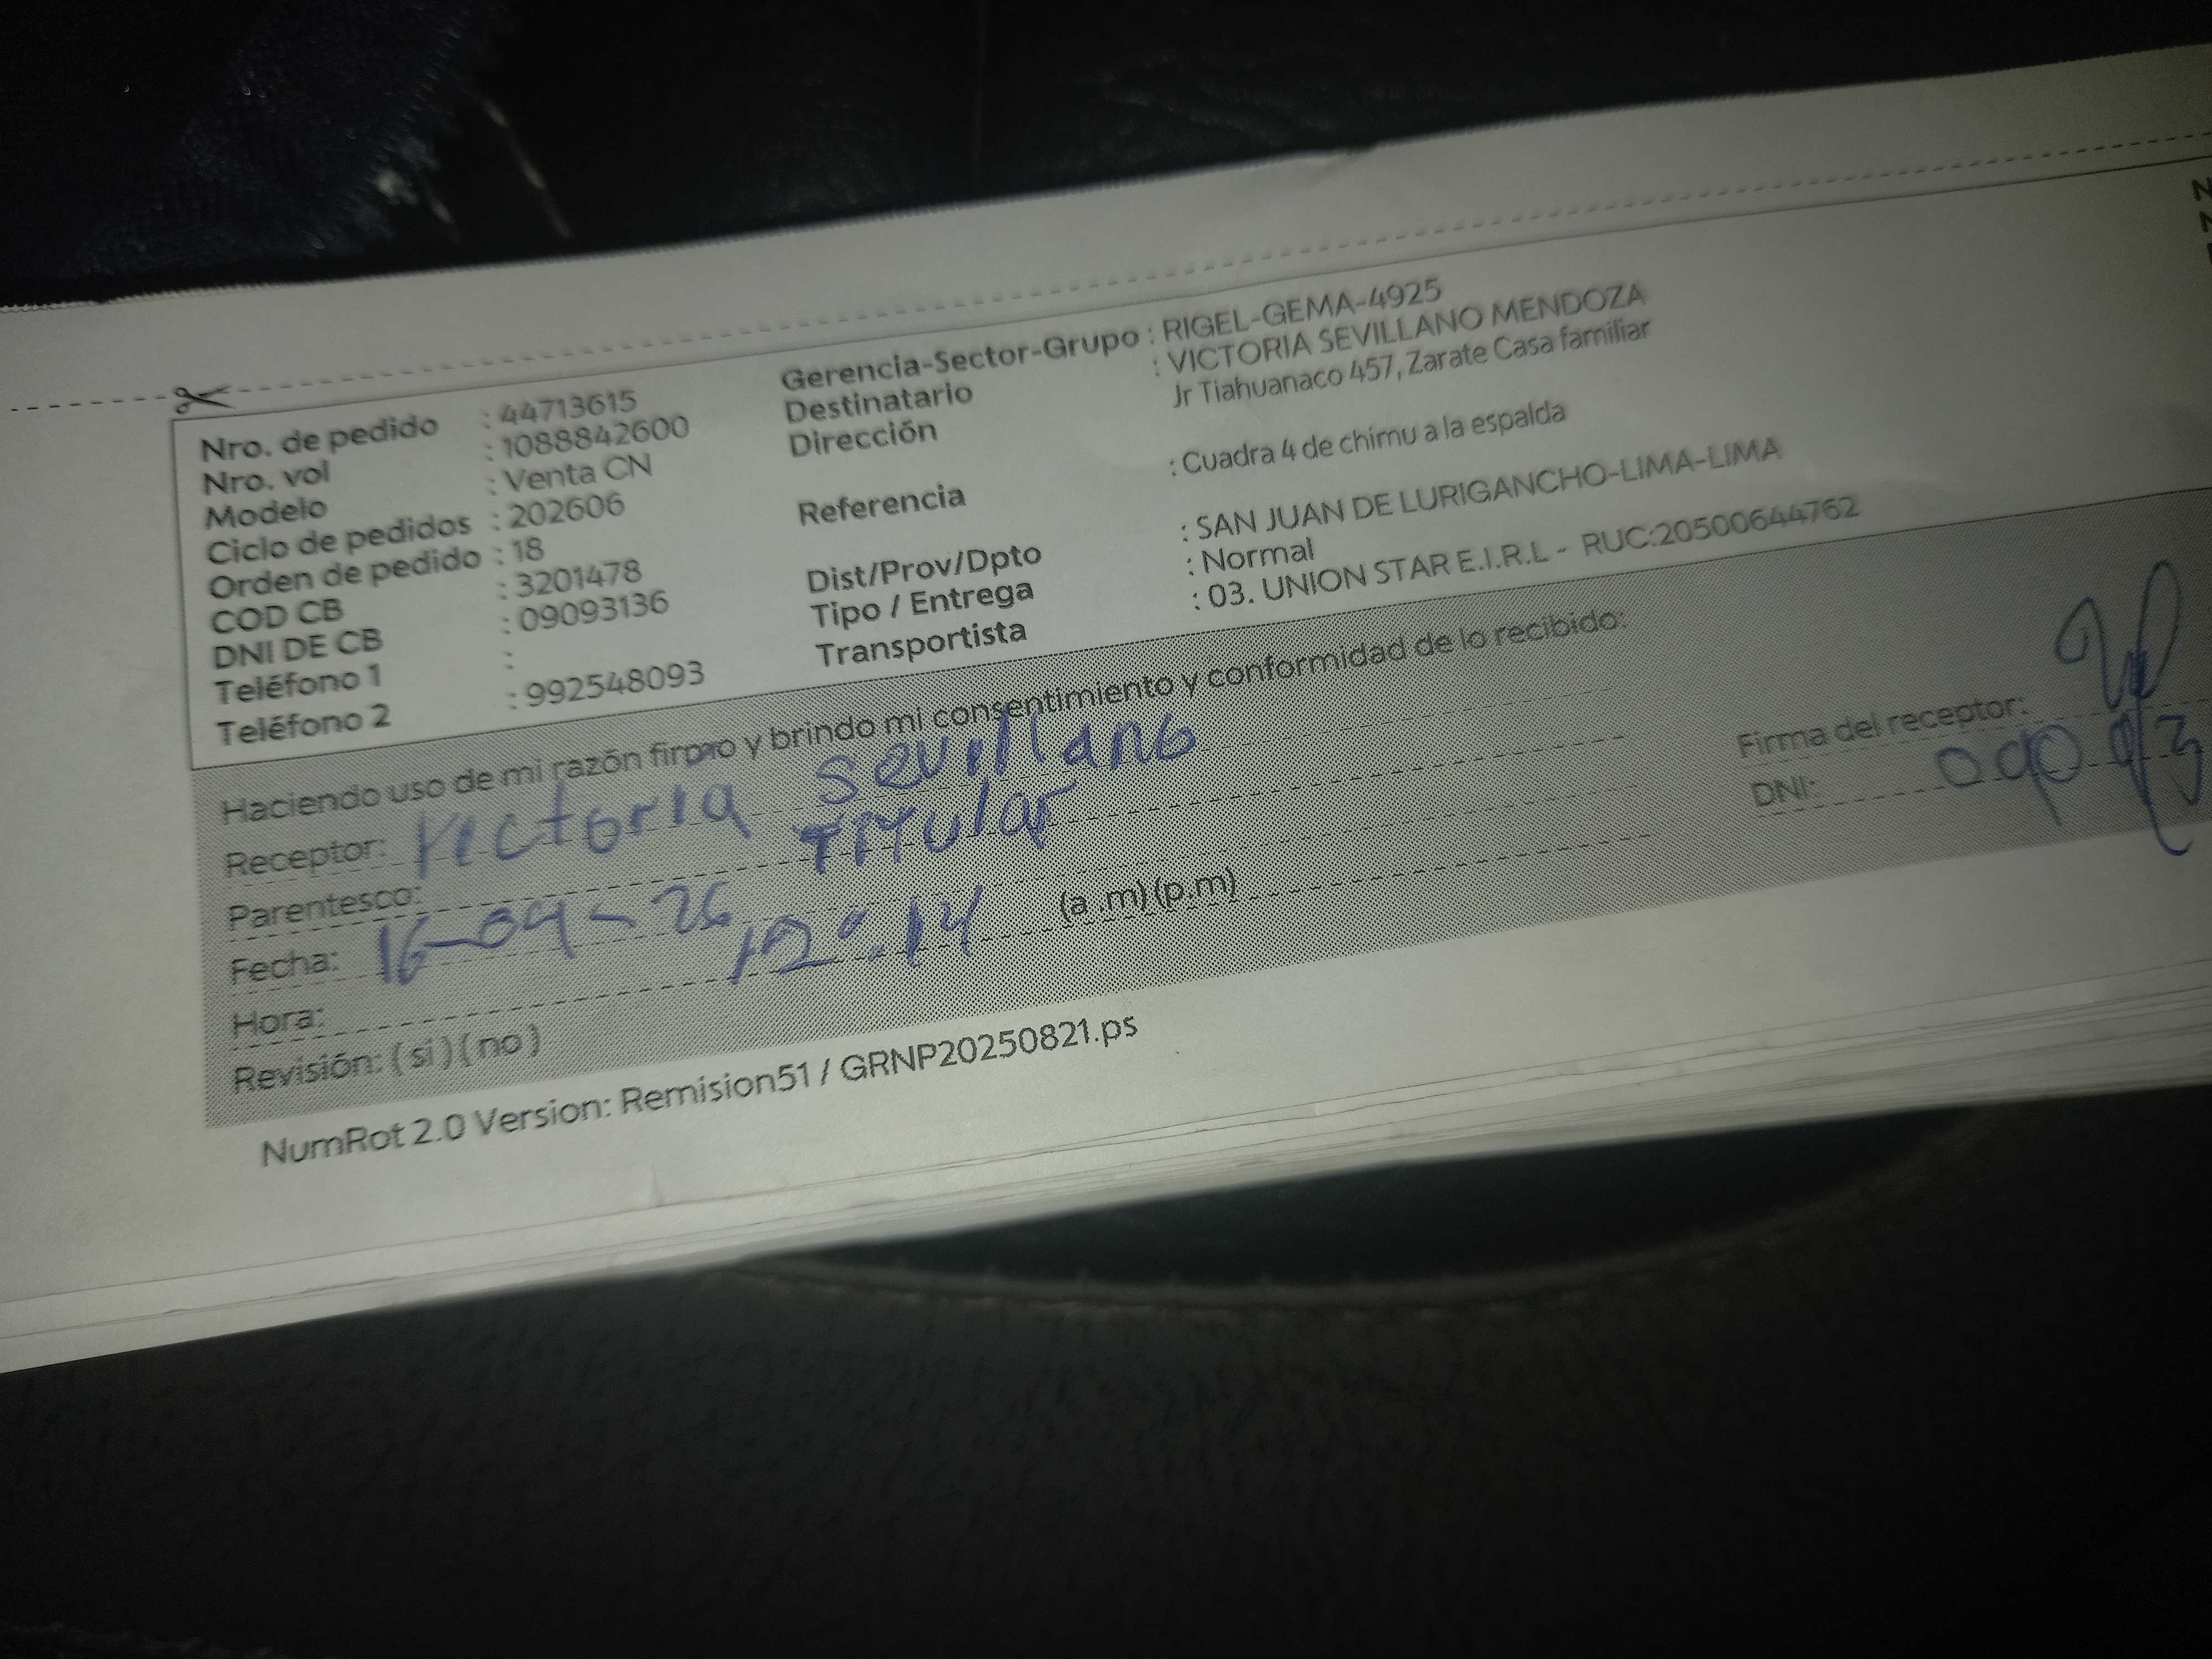 Nro. de pedido : 44713615
Nro. vol : 1088842600
Modelo : Venta CN
Ciclo de pedidos : 202606
Orden de pedido : 18
COD CB : 3201478
DNI DE CB : 09093136
Teléfono 1 :
Teléfono 2 : 992548093
Gerencia-Sector-Grupo : RIGEL-GEMA-4925
Destinatario : VICTORIA SEVILLANO MENDOZA
Dirección Jr Tiahuanaco 457, Zarate Casa familiar
Referencia : Cuadra 4 de chimu a la espalda
Dist/Prov/Dpto : SAN JUAN DE LURIGANCHO-LIMA-LIMA
Tipo / Entrega : Normal
Transportista : 03. UNION STAR E.I.R.L - RUC:20500644762
Haciendo uso de mi razón firmo y brindo mi consentimiento y conformidad de lo recibido:
Receptor: Victoria Sevillano
Parentesco: Titular
Fecha: 16-04-26
Hora: 12:14 (a .m) (p.m)
Revisión: ( si ) ( no )
Firma del receptor:
DNI:
NumRot 2.0 Version: Remision51 / GRNP20250821.ps